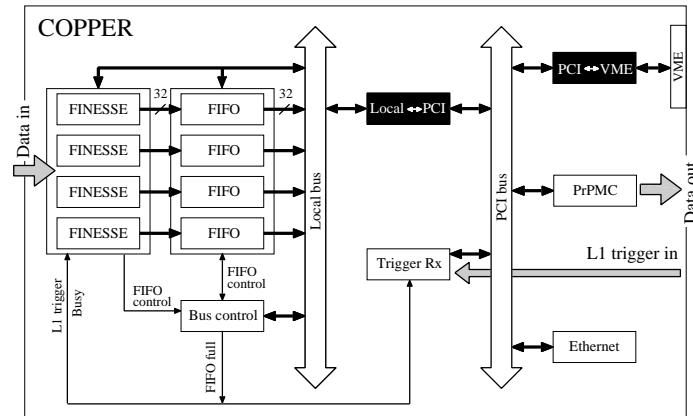 COPPER
FINESSE
FINESSE
FINESSE
FINESSE
32
FIFO
FIFO
FIFO
FIFO
32
Data in
Local bus
Local PCI
PCI bus
PCI VME
VME
PrPMC
Data out
Trigger Rx
L1 trigger in
Ethernet
L1 trigger
Busy
FIFO
control
FIFO
control
Bus control
FIFO full